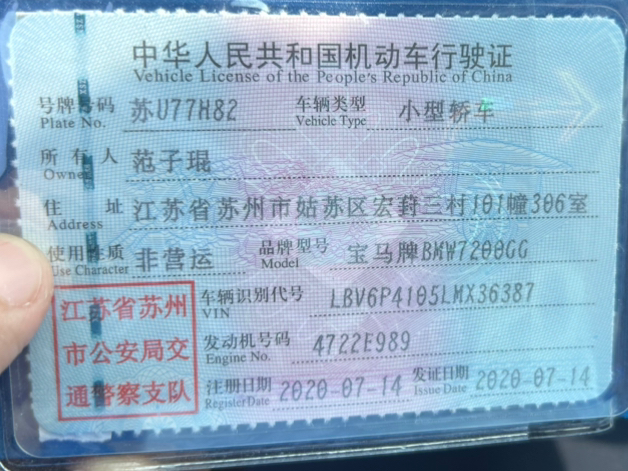 中华人民共和国机动车行驶证
Vehicle License of the People's Republic of China
号牌号码 苏U77H82 车辆类型 小型轿车
Plate No. Vehicle Type
所有人 范子琨
Owner
住址 江苏省苏州市姑苏区宏葑三村101幢306室
Address
使用性质 非营运 品牌型号 宝马牌BMW7200GG
Use Character Model
江苏省苏州
市公安局交
通警察支队
车辆识别代号 LBV6P4105LMX36387
VIN
发动机号码 4722E989
Engine No.
注册日期 2020-07-14 发证日期 2020-07-14
Register Date Issue Date